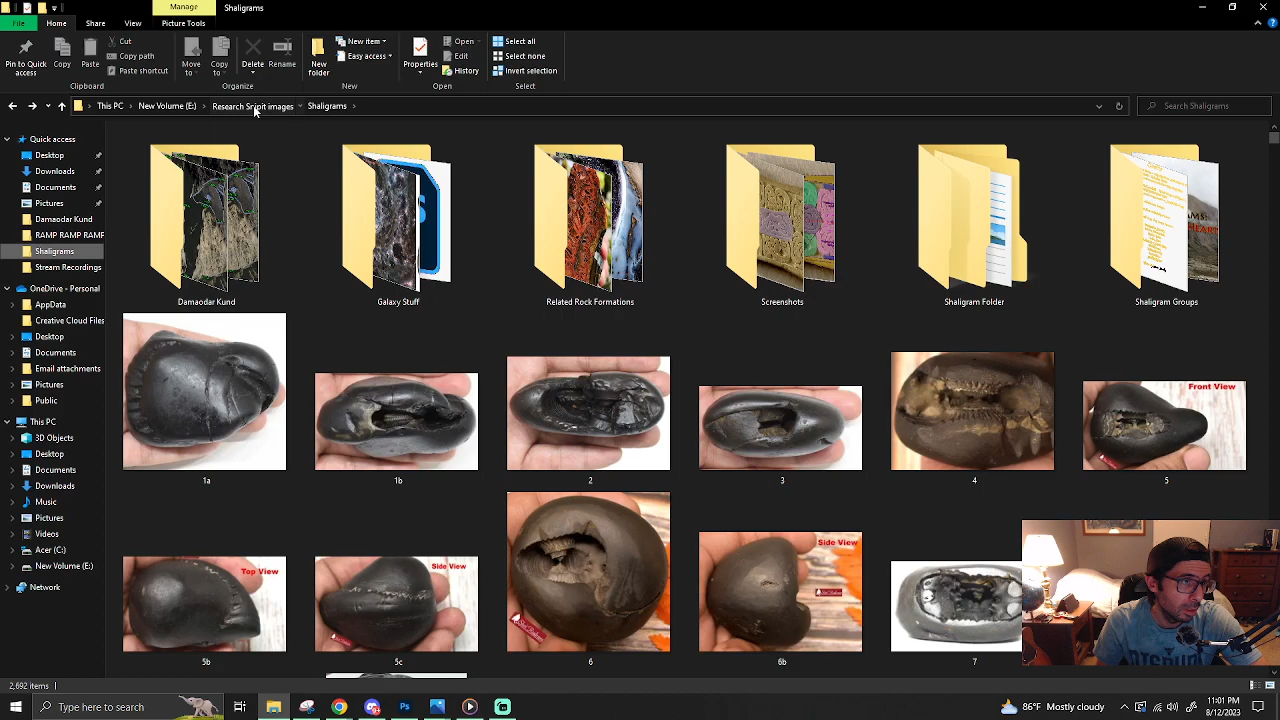 Manage
Shaligrams
File
Home
Share
View
Picture Tools
Pin to Quick access
Copy
Paste
Cut
Copy path
Paste shortcut
Clipboard
Move to
Copy to
Delete
Rename
Organize
New folder
New item
Easy access
New
Properties
Open
Edit
History
Open
Select all
Select none
Invert selection
Select
This PC
New Volume (E:)
Research Sprit images
Shaligrams
Search Shaligrams
Quick access
Desktop
Downloads
Documents
Pictures
Damaodar Kund
RAMP RAMP RAMP
Shaligrams
Stream Recordings
OneDrive - Personal
AppData
Creative Cloud Files
Desktop
Documents
Email attachments
Pictures
Public
This PC
3D Objects
Desktop
Documents
Downloads
Music
Pictures
Videos
Acer (C:)
New Volume (E:)
Network
Damaodar Kund
Galaxy Stuff
Related Rock Formations
Screenshots
Shaligram Folder
Shaligram Groups
1a
1b
2
3
4
Front View
5
Top View
5b
Side View
5c
6
Side View
6b
7
2,692 items
Type here to search
86°F Mostly cloudy
11:01 PM
8/12/2023